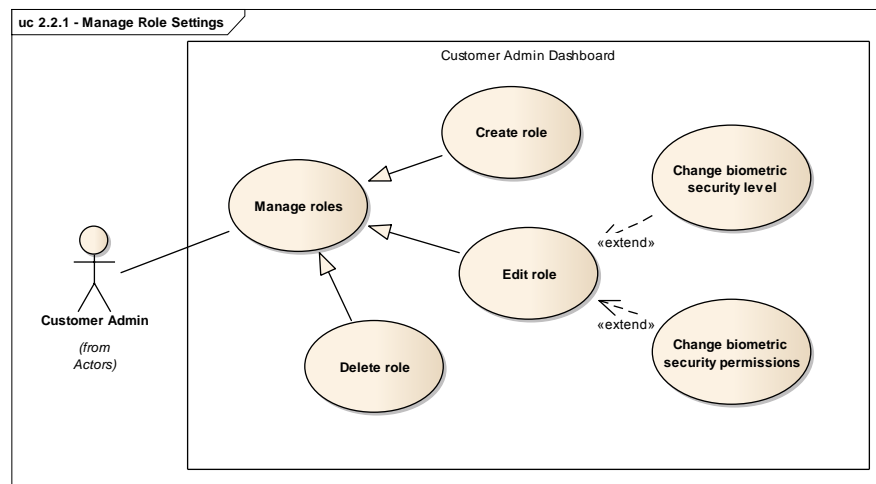 uc 2.2.1 - Manage Role Settings
Customer Admin Dashboard
Create role
Change biometric
security level
Manage roles
«extend»
Edit role
Customer Admin
(from
Actors)
«extend»
Change biometric
security permissions
Delete role